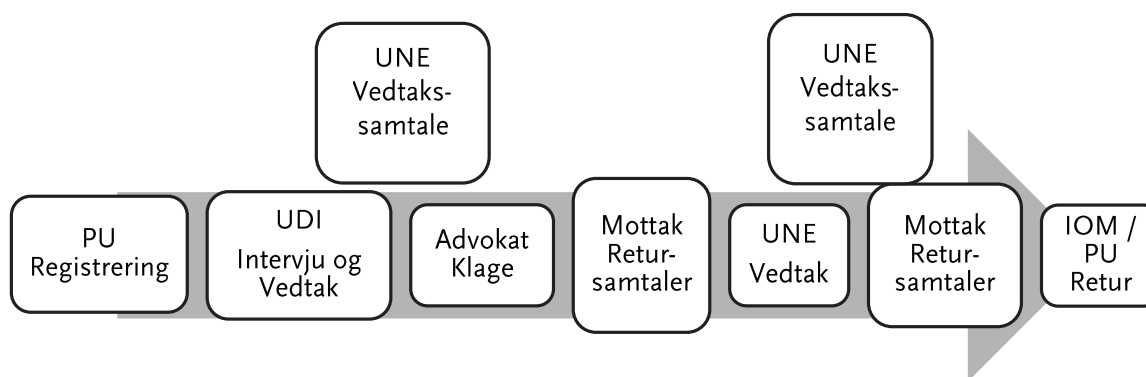 UNE
Vedtaks-
samtale
UNE
Vedtaks-
samtale
PU
Registrering
UDI
Intervju og
Vedtak
Advokat
Klage
Mottak
Retur-
samtaler
UNE
Vedtak
Mottak
Retur-
samtaler
IOM /
PU
Retur